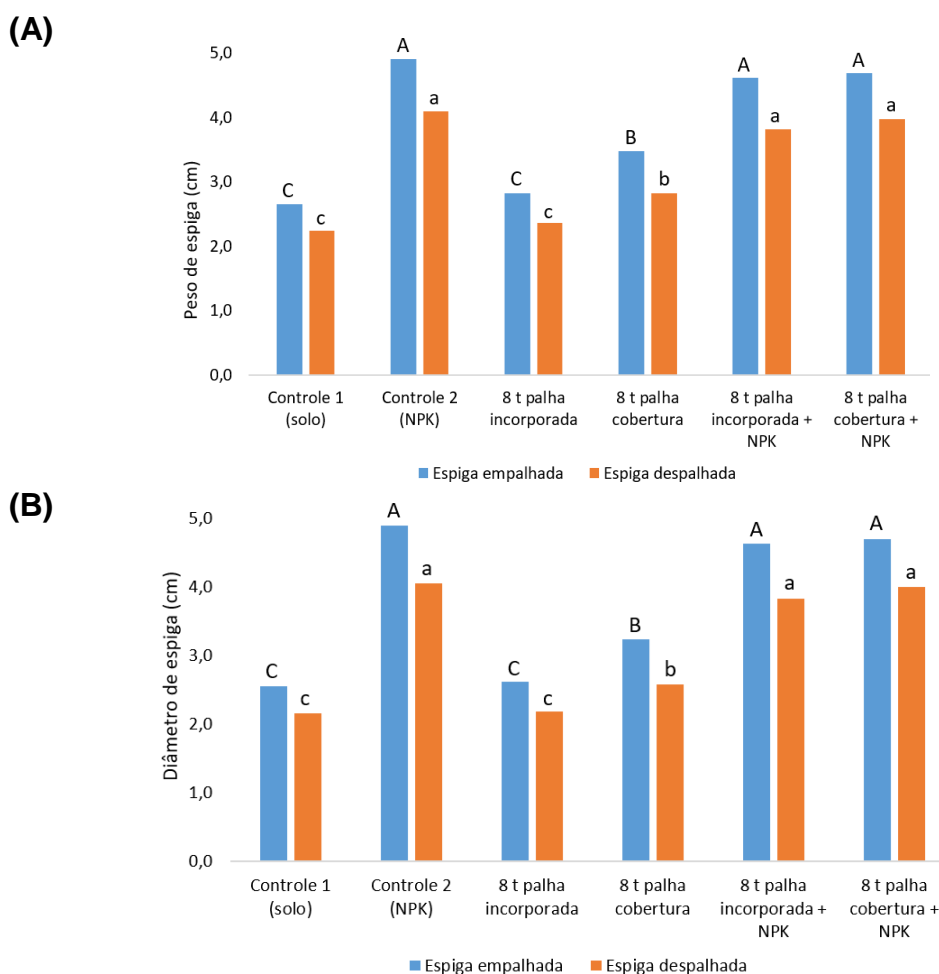 (A)
Peso de espiga (cm)
5,0
4,0
3,0
2,0
1,0
0,0
C
c
A
a
C
c
B
b
A
a
A
a
Controle 1
(solo)
Controle 2
(NPK)
8 t palha
incorporada
8 t palha
cobertura
8 t palha
incorporada +
NPK
8 t palha
cobertura + NPK
Espiga empalhada
Espiga despalhada
(B)
Diâmetro de espiga (cm)
5,0
4,0
3,0
2,0
1,0
0,0
C
c
A
a
C
c
B
b
A
a
A
a
Controle 1
(solo)
Controle 2
(NPK)
8 t palha
incorporada
8 t palha
cobertura
8 t palha
incorporada +
NPK
8 t palha
cobertura +
NPK
Espiga empalhada
Espiga despalhada